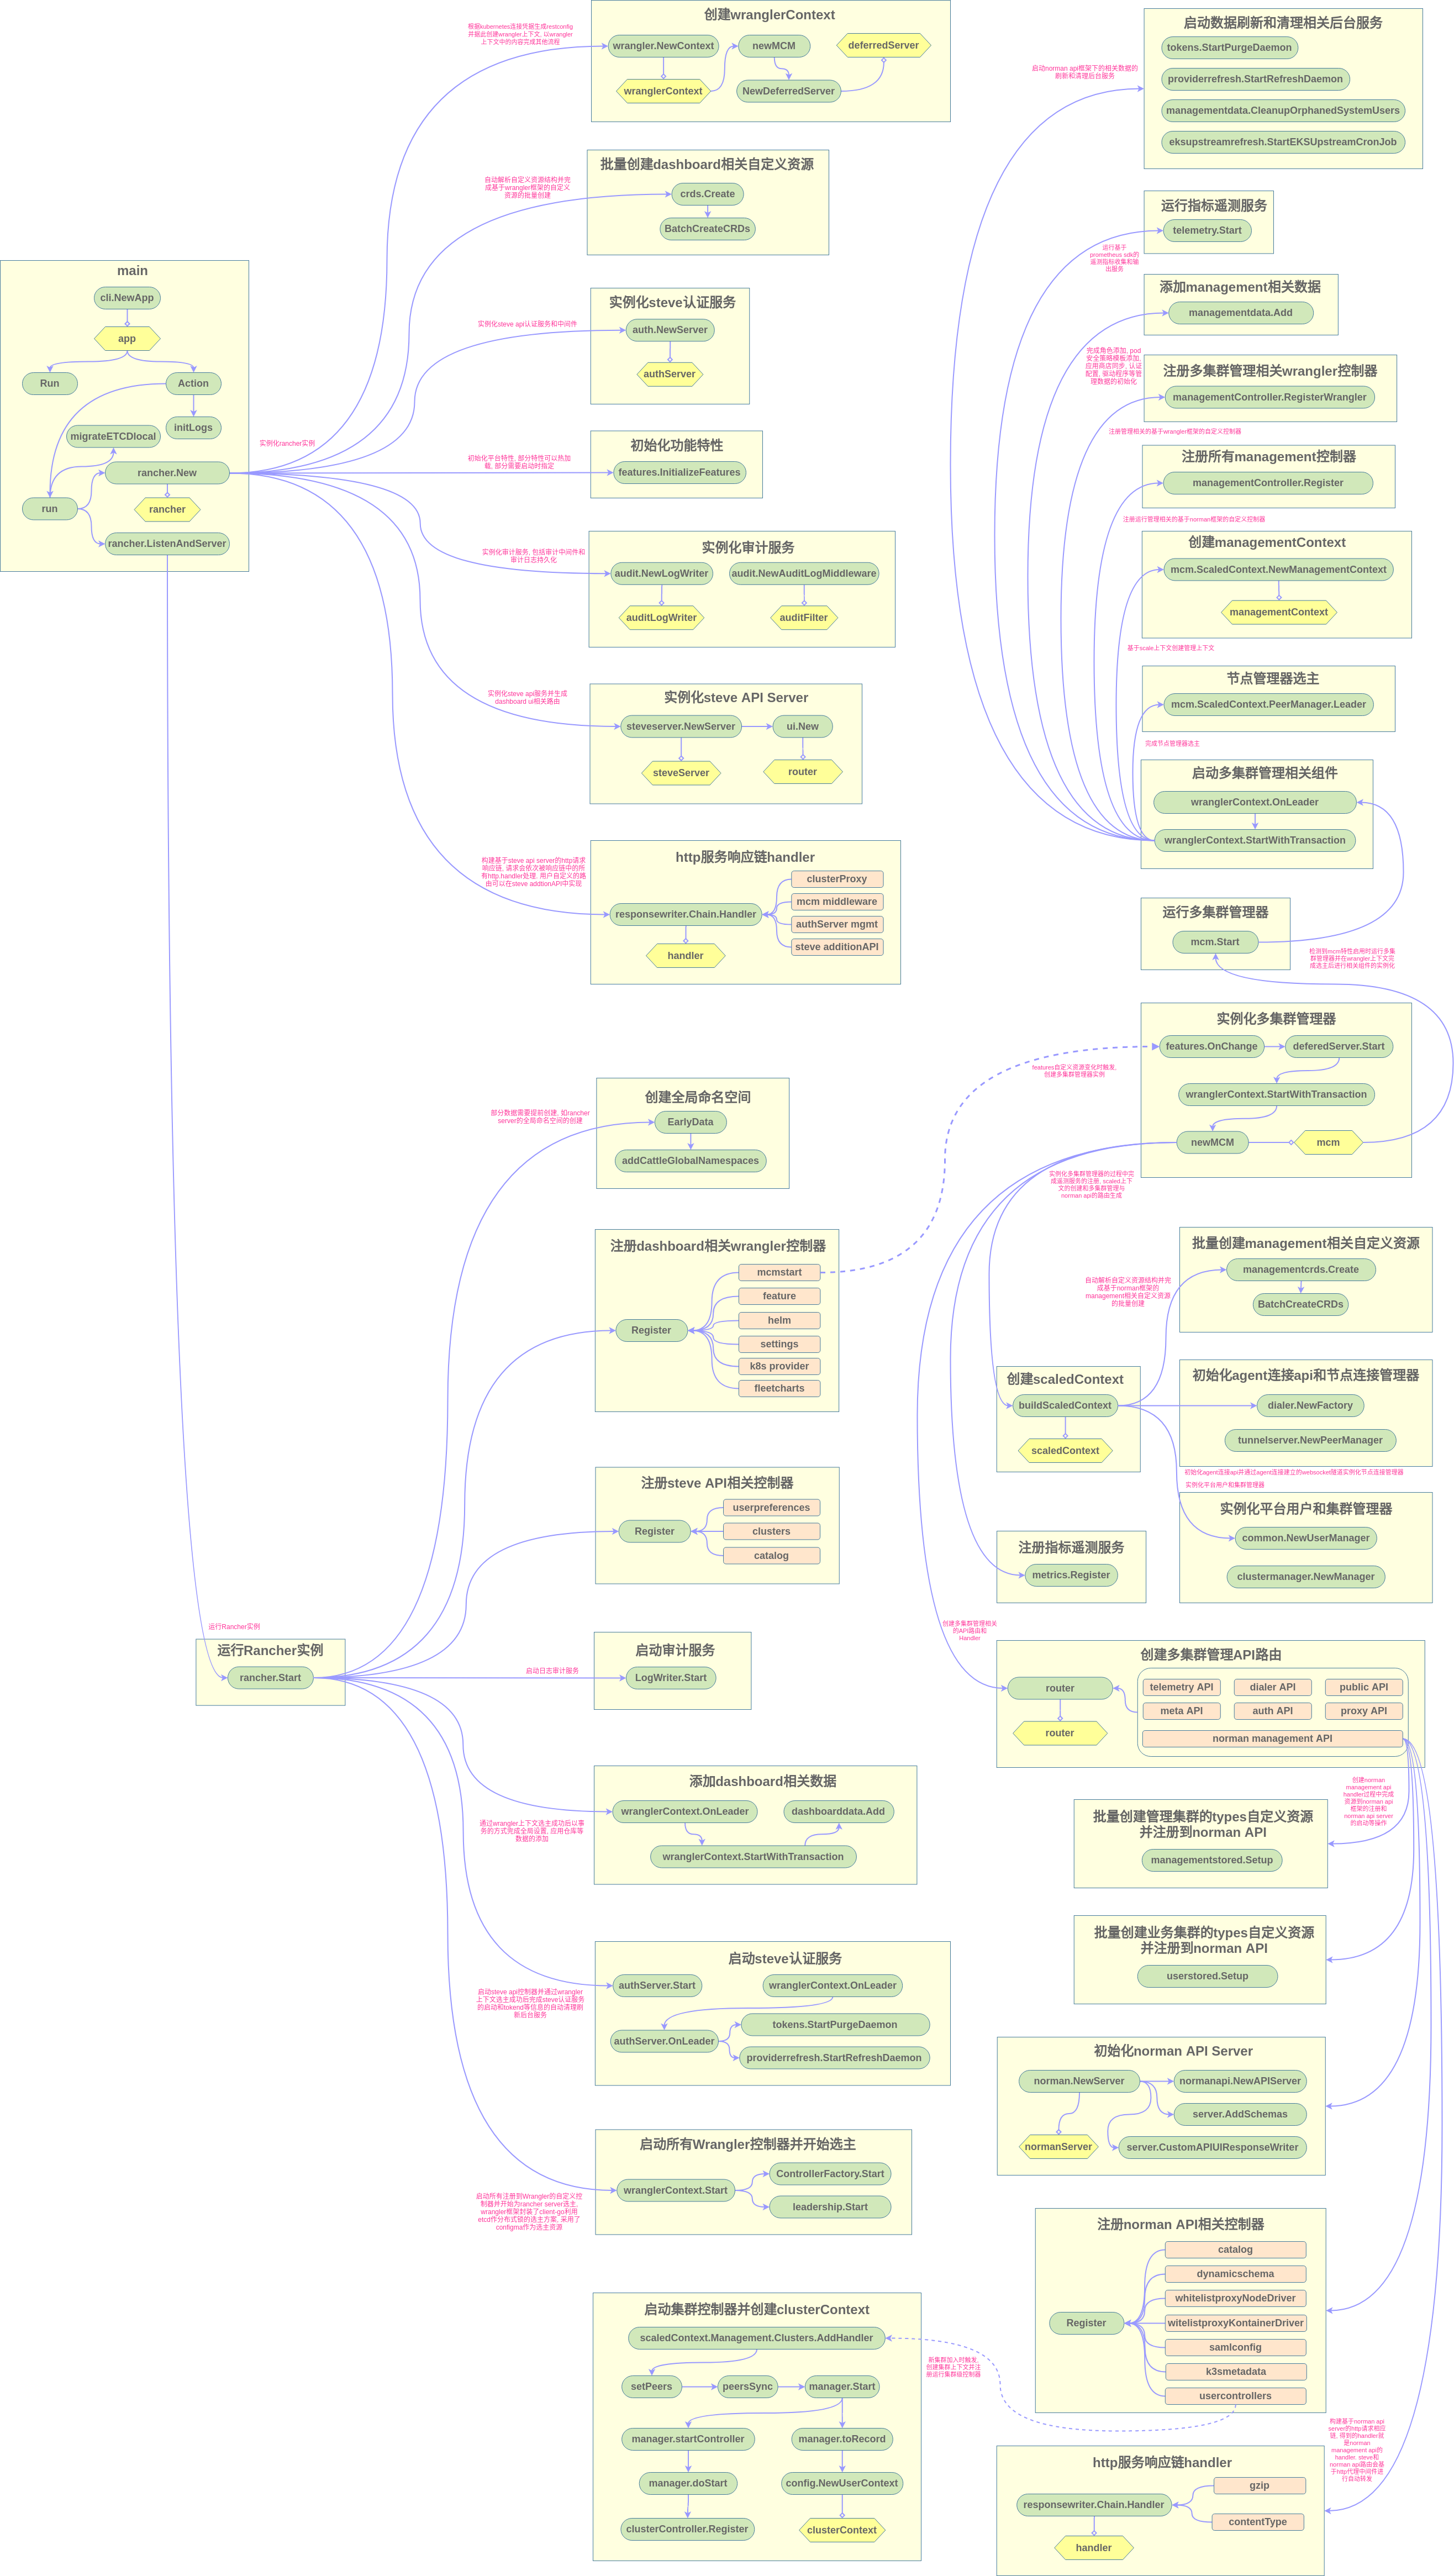 main
cli.NewApp
app
Run
Action
initLogs
migrateETCDlocal
rancher.New
run
rancher
rancher.ListenAndServer
实例化rancher实例
运行Rancher实例
运行Rancher实例
rancher.Start
根据kubernetes连接凭据生成restconfig
并据此创建wrangler上下文, 以wrangler
上下文中的内容完成其他流程
创建wranglerContext
wrangler.NewContext
newMCM
deferredServer
wranglerContext
NewDeferredServer
自动解析自定义资源结构并完
成基于wrangler框架的自定义
资源的批量创建
批量创建dashboard相关自定义资源
crds.Create
BatchCreateCRDs
实例化steve api认证服务和中间件
实例化steve认证服务
auth.NewServer
authServer
初始化平台特性, 部分特性可以热加
载, 部分需要启动时指定
初始化功能特性
features.InitializeFeatures
实例化审计服务, 包括审计中间件和
审计日志持久化
实例化审计服务
audit.NewLogWriter
audit.NewAuditLogMiddleware
auditLogWriter
auditFilter
实例化steve api服务并生成
dashboard ui相关路由
实例化steve API Server
steveserver.NewServer
ui.New
steveServer
router
构建基于steve api server的http请求
响应链, 请求会依次被响应链中的所
有http handler处理, 用户自定义的路
由可以在steve addtionAPI中实现
http服务响应链handler
clusterProxy
mcm middleware
responsewriter.Chain.Handler
authServer mgmt
steve additionAPI
handler
部分数据需要提前创建, 如rancher
server的全局命名空间的创建
创建全局命名空间
EarlyData
addCattleGlobalNamespaces
注册dashboard相关wrangler控制器
mcmstart
feature
helm
Register
settings
k8s provider
fleetcharts
注册steve API相关控制器
userpreferences
Register
clusters
catalog
启动日志审计服务
启动审计服务
LogWriter.Start
通过wrangler上下文选主成功后以事
务的方式完成全局设置, 应用仓库等
数据的添加
添加dashboard相关数据
wranglerContext.OnLeader
dashboarddata.Add
wranglerContext.StartWithTransaction
启动steve api控制器并通过wrangler
上下文选主成功后完成steve认证服务
的启动和tokend等信息的自动清理刷
新后台服务
启动steve认证服务
authServer.Start
wranglerContext.OnLeader
tokens.StartPurgeDaemon
authServer.OnLeader
providerrefresh.StartRefreshDaemon
启动所有注册到Wrangler的自定义控
制器并开始为rancher server选主,
wrangler框架封装了client-go利用
etcd作分布式锁的选主方案, 采用了
configma作为选主资源
启动所有Wrangler控制器并开始选主
ControllerFactory.Start
wranglerContext.Start
leadership.Start
启动集群控制器并创建clusterContext
scaledContext.Management.Clusters.AddHandler
setPeers
peersSync
manager.Start
manager.startController
manager.toRecord
manager.doStart
config.NewUserContext
clusterController.Register
clusterContext
新集群加入时触发,
创建集群上下文并注
册运行集群级控制器
启动norman api框架下的相关数据的
刷新和清理后台服务
启动数据刷新和清理相关后台服务
tokens.StartPurgeDaemon
providerrefresh.StartRefreshDaemon
managementdata.CleanupOrphanedSystemUsers
eksupstreamrefresh.StartEKSUpstreamCronJob
运行基于
prometheus sdk的
遥测指标收集和输
出服务
运行指标遥测服务
telemetry.Start
添加management相关数据
managementdata.Add
完成角色添加, pod
安全策略模板添加,
应用商店同步, 认证
配置, 驱动程序等管
理数据的初始化
注册多集群管理相关wrangler控制器
managementController.RegisterWrangler
注册管理相关的基于wrangler框架的自定义控制器
注册所有management控制器
managementController.Register
注册运行管理相关的基于norman框架的自定义控制器
创建managementContext
mcm.ScaledContext.NewManagementContext
managementContext
基于scale上下文创建管理上下文
节点管理器选主
mcm.ScaledContext.PeerManager.Leader
完成节点管理器选主
启动多集群管理相关组件
wranglerContext.OnLeader
wranglerContext.StartWithTransaction
运行多集群管理器
mcm.Start
检测到mcm特性启用时运行多集
群管理器并在wrangler上下文完
成选主后进行相关组件的实例化
features自定义资源变化时触发,
创建多集群管理器实例
实例化多集群管理器
features.OnChange
deferedServer.Start
wranglerContext.StartWithTransaction
newMCM
mcm
实例化多集群管理器的过程中完
成遥测服务的注册, scaled上下
文的创建和多集群管理与
norman api的路由生成
自动解析自定义资源结构并完
成基于norman框架的
management相关自定义资源
的批量创建
批量创建management相关自定义资源
managementcrds.Create
BatchCreateCRDs
创建scaledContext
buildScaledContext
scaledContext
初始化agent连接api和节点连接管理器
dialer.NewFactory
tunnelserver.NewPeerManager
初始化agent连接api并通过agent连接建立的websocket隧道实例化节点连接管理器
实例化平台用户和集群管理器
实例化平台用户和集群管理器
common.NewUserManager
clustermanager.NewManager
注册指标遥测服务
metrics.Register
创建多集群管理相关
的API路由和
Handler
创建多集群管理API路由
router
telemetry API
dialer API
public API
meta API
auth API
proxy API
router
norman management API
创建norman
management api
handler过程中完成
资源到norman api
框架的注册和
norman api server
的启动等操作
批量创建管理集群的types自定义资源
并注册到norman API
managementstored.Setup
批量创建业务集群的types自定义资源
并注册到norman API
userstored.Setup
初始化norman API Server
norman.NewServer
normanapi.NewAPIServer
server.AddSchemas
normanServer
server.CustomAPIUIResponseWriter
注册norman API相关控制器
catalog
dynamicschema
whitelistproxyNodeDriver
Register
witelistproxyKontainerDriver
samlconfig
k3smetadata
usercontrollers
构建基于norman api
server的http请求相应
链, 得到的handler就
是norman
management api的
handler. steve和
norman api路由会基
于http代理中间件进
行自动转发
http服务响应链handler
gzip
responsewriter.Chain.Handler
contentType
handler